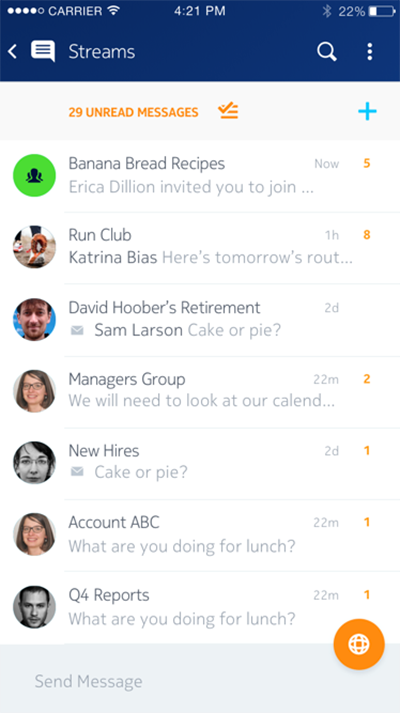 CARRIER 4:21 PM 22%
Streams
29 UNREAD MESSAGES
Banana Bread Recipes Now 5
Erica Dillion invited you to join ...
Run Club 1h 8
Katrina Bias Here's tomorrow's rout...
David Hoober's Retirement 2d
Sam Larson Cake or pie?
Managers Group 22m 2
We will need to look at our calend...
New Hires 2d 1
Cake or pie?
Account ABC 22m 1
What are you doing for lunch?
Q4 Reports 22m 1
What are you doing for lunch?
Send Message